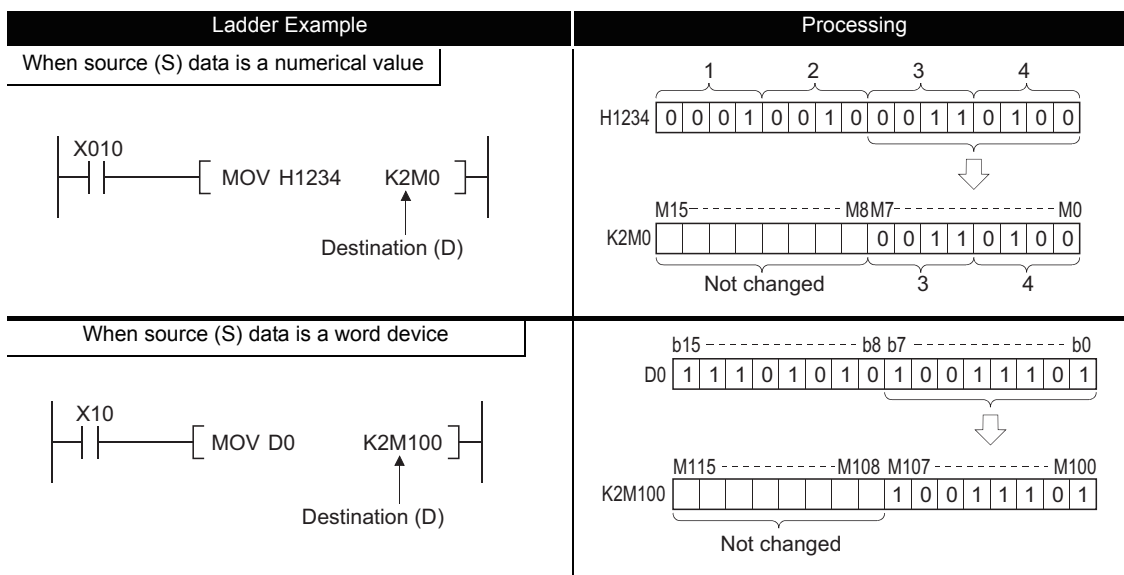 Ladder Example
Processing
When source (S) data is a numerical value
X010
MOV H1234 K2M0
Destination (D)
1 2 3 4
H1234 0 0 0 1 0 0 1 0 0 0 1 1 0 1 0 0
M15 M8 M7 M0
K2M0 0 0 1 1 0 1 0 0
Not changed 3 4
When source (S) data is a word device
X10
MOV D0 K2M100
Destination (D)
b15 b8 b7 b0
D0 1 1 1 0 1 0 1 0 1 0 0 1 1 1 0 1
M115 M108 M107 M100
K2M100 1 0 0 1 1 1 0 1
Not changed